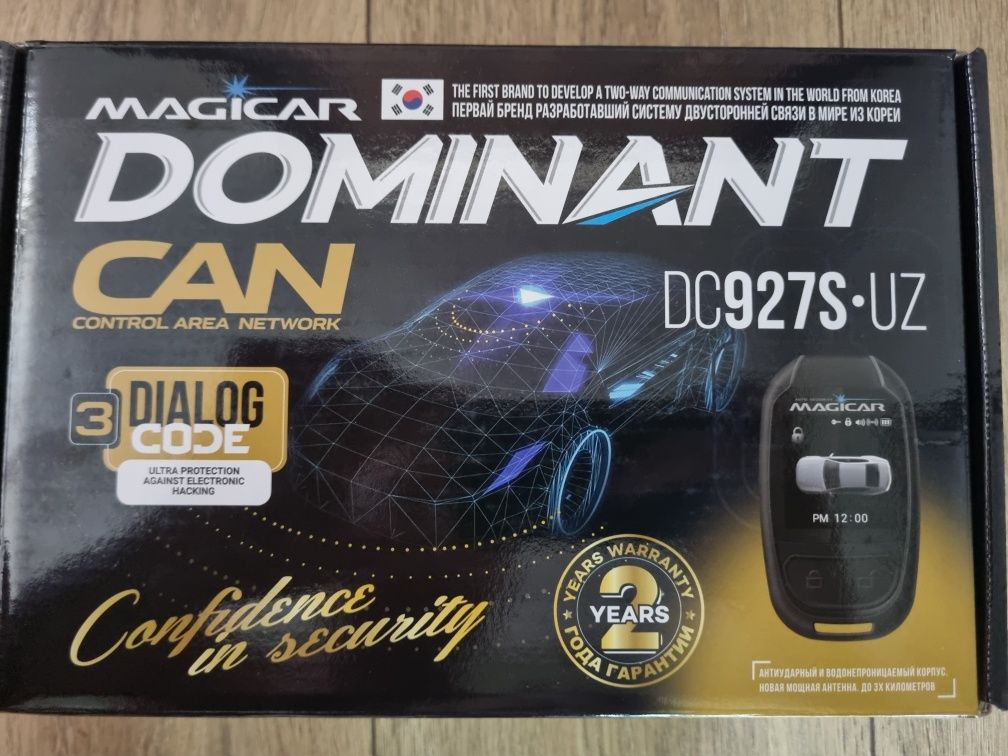 MAGICAR
THE FIRST BRAND TO DEVELOP A TWO-WAY COMMUNICATION SYSTEM IN THE WORLD FROM KOREA
ПЕРВАЙ БРЕНД РАЗРАБОТАВШИЙ СИСТЕМУ ДВУСТОРОННЕЙ СВЯЗИ В МИРЕ ИЗ КОРЕИ
DOMINANT
CAN
CONTROL AREA NETWORK
DC927S•UZ
3 DIALOG
CODE
ULTRA PROTECTION
AGAINST ELECTRONIC
HACKING
MAGICAR
PM 12:00
Confidence
in security
YEARS WARRANTY
2
YEARS
ГОДА ГАРАНТИИ
АНТИУДАРНЫЙ И ВОДОНЕПРОНИЦАЕМЫЙ КОРПУС.
НОВАЯ МОЩНАЯ АНТЕННА. ДО 3Х КИЛОМЕТРОВ